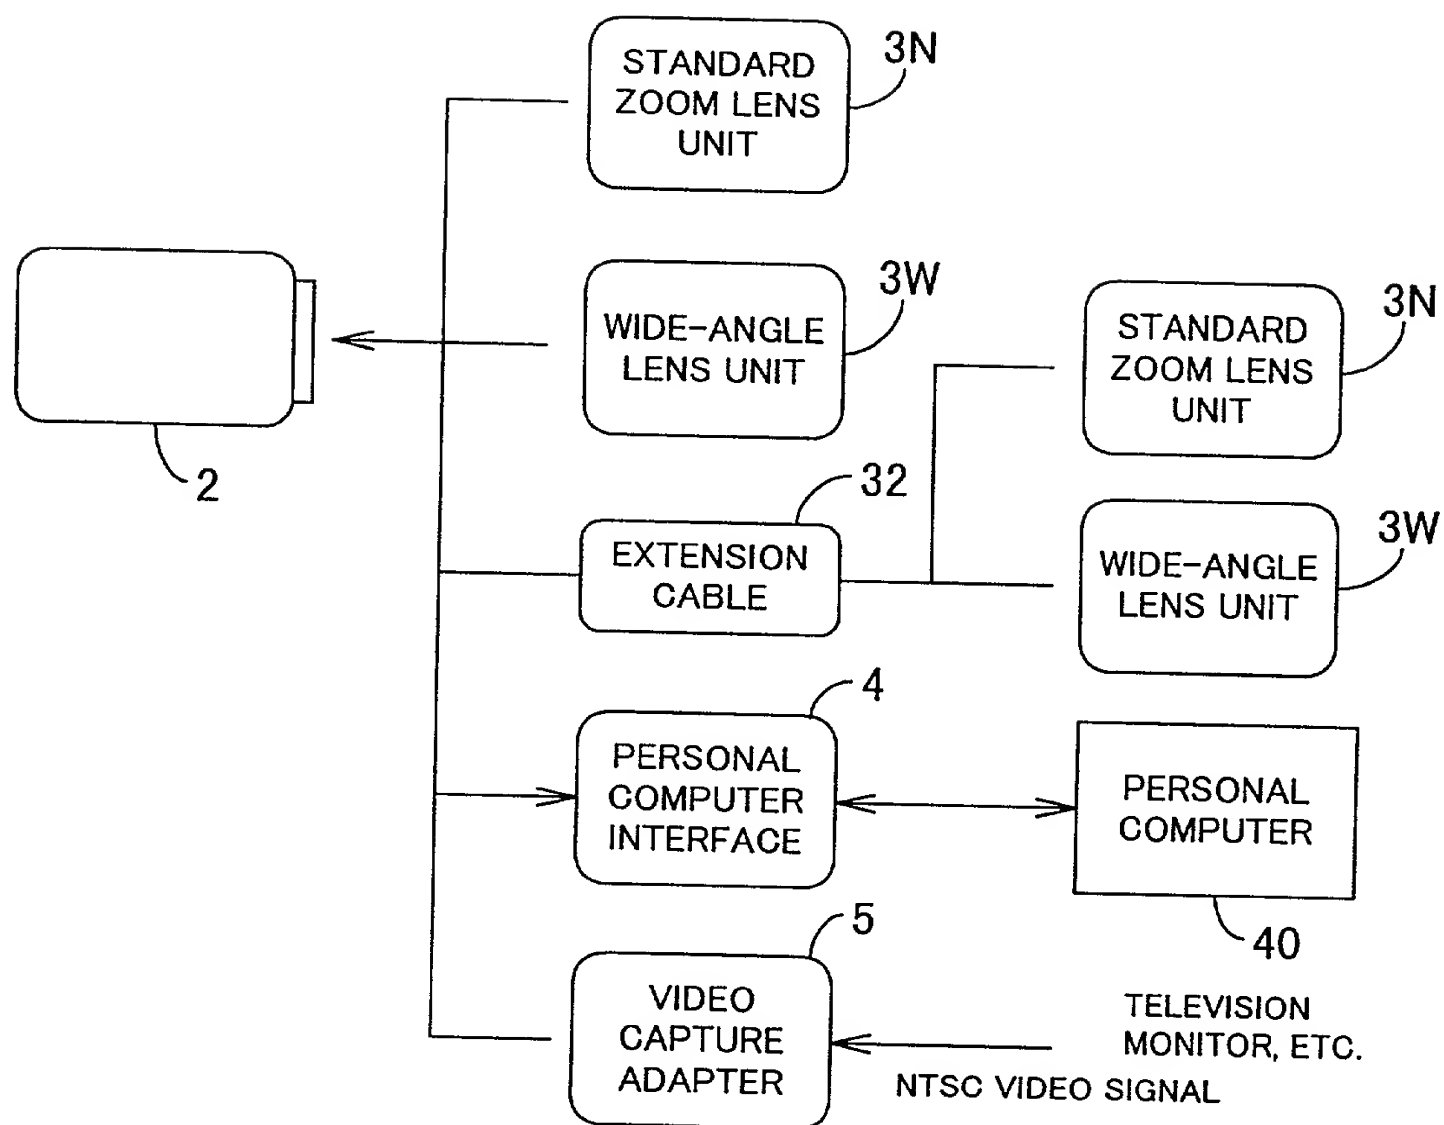 STANDARD
ZOOM LENS
UNIT
3N
WIDE-ANGLE
LENS UNIT
3W
STANDARD
ZOOM LENS
UNIT
3N
2
EXTENSION
CABLE
32
WIDE-ANGLE
LENS UNIT
3W
PERSONAL
COMPUTER
INTERFACE
4
PERSONAL
COMPUTER
40
VIDEO
CAPTURE
ADAPTER
5
TELEVISION
MONITOR, ETC.
NTSC VIDEO SIGNAL